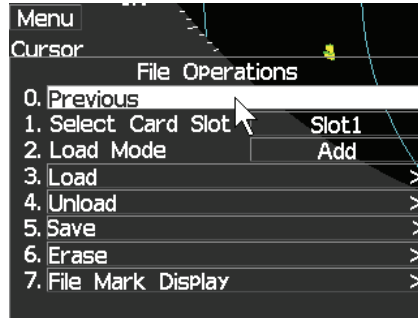 Menu
Cursor
File Operations
0. Previous
1. Select Card Slot Slot1
2. Load Mode Add
3. Load >
4. Unload >
5. Save >
6. Erase >
7. File Mark Display >